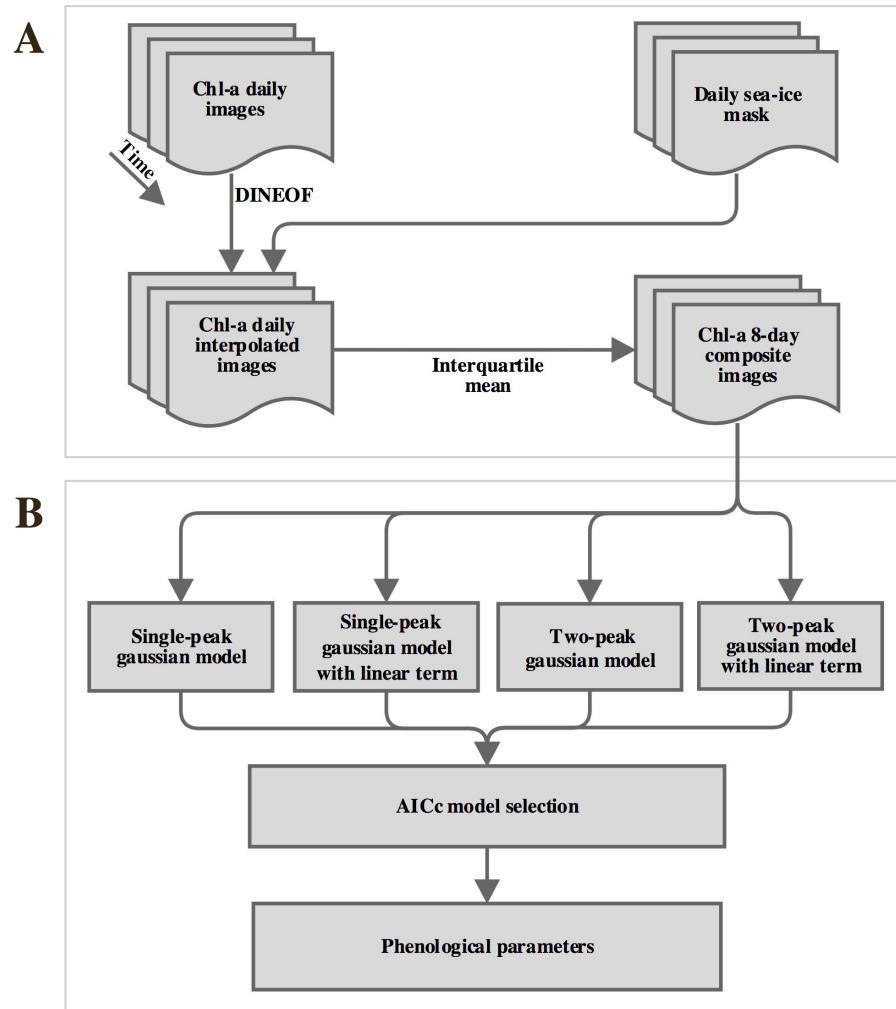 A
Chl-a daily
images
Daily sea-ice
mask
Time
DINEOF
Chl-a daily
interpolated
images
Interquartile
mean
Chl-a 8-day
composite
images
B
Single-peak
gaussian model
Single-peak
gaussian model
with linear term
Two-peak
gaussian model
Two-peak
gaussian model
with linear term
AICc model selection
Phenological parameters